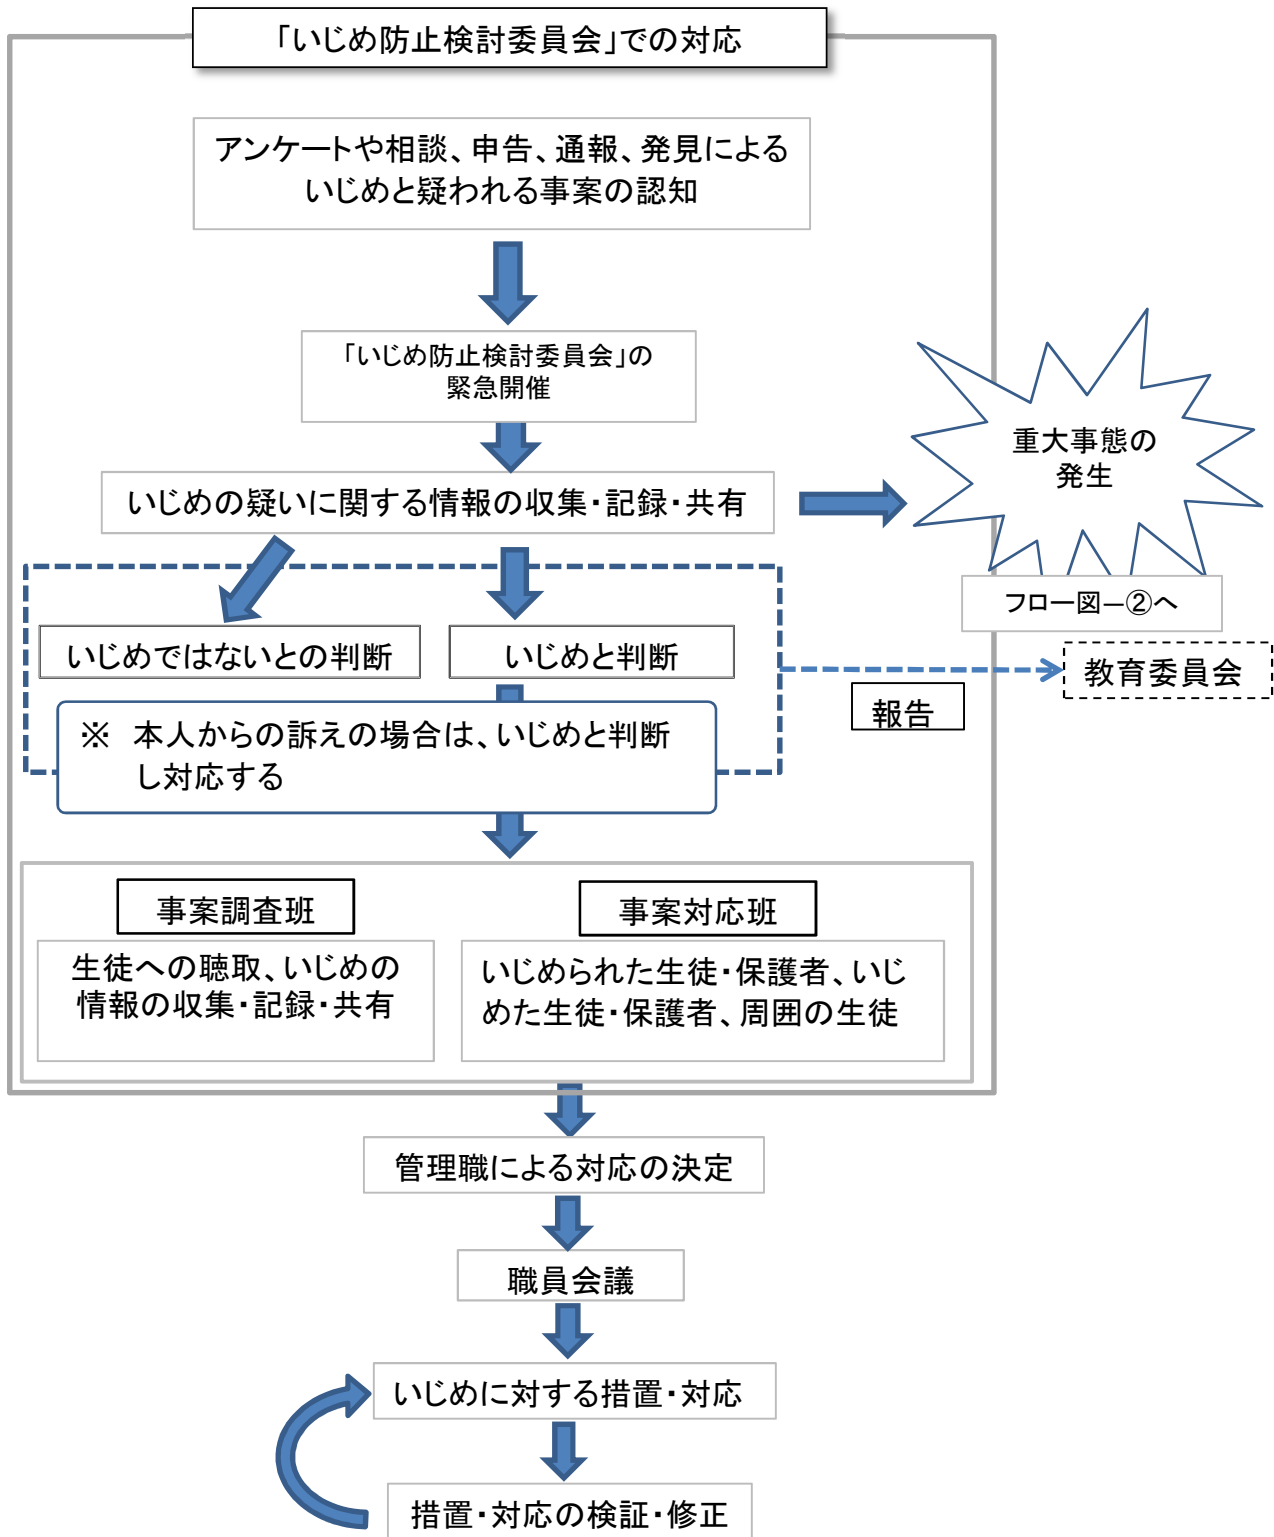 「いじめ防止検討委員会」での対応
アンケートや相談、申告、通報、発見による
いじめと疑われる事案の認知
「いじめ防止検討委員会」の
緊急開催
いじめの疑いに関する情報の収集・記録・共有
重大事態の
発生
フロー図―②へ
いじめではないとの判断
いじめと判断
教育委員会
報告
※ 本人からの訴えの場合は、いじめと判断
し対応する
事案調査班
生徒への聴取、いじめの
情報の収集・記録・共有
事案対応班
いじめられた生徒・保護者、いじ
めた生徒・保護者、周囲の生徒
管理職による対応の決定
職員会議
いじめに対する措置・対応
措置・対応の検証・修正